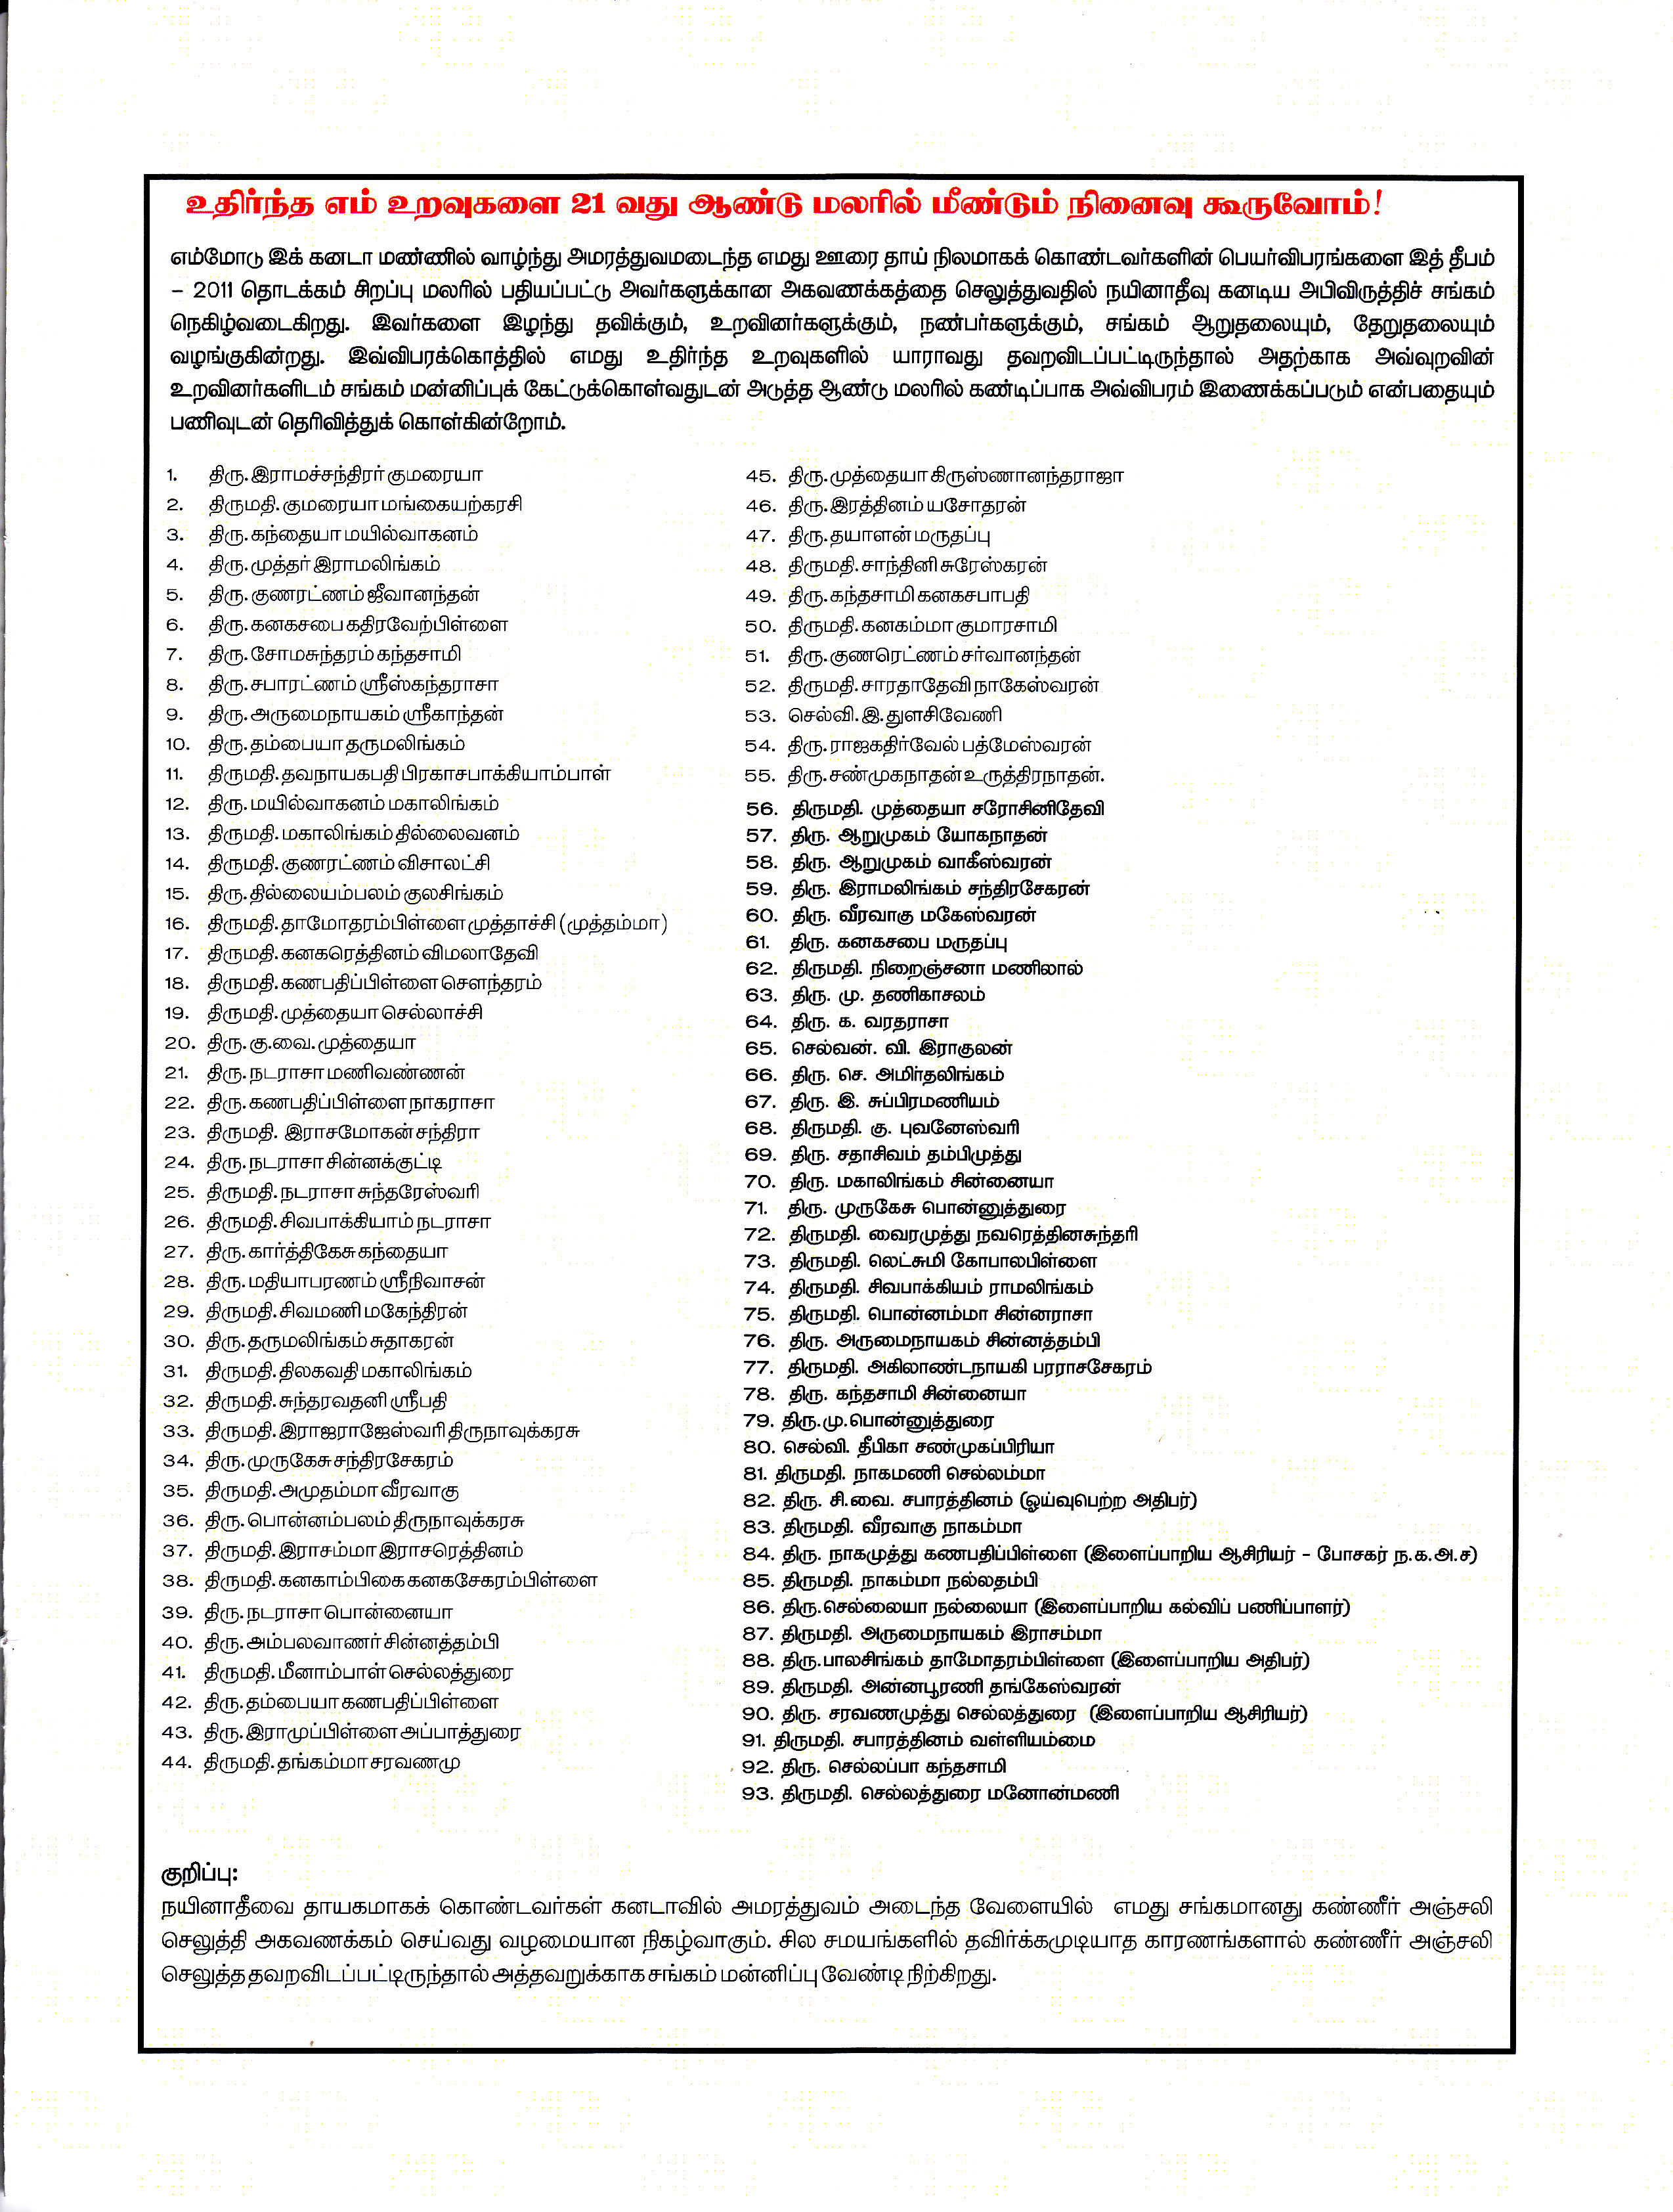 உதிர்ந்த எம் உறவுகளை 21 வது ஆண்டு மலரில் மீண்டும் நினைவு கூருவோம்!
எம்மோடு இக் கனடா மண்ணில் வாழ்ந்து அமரத்துவமடைந்த எமது ஊரை தாய் நிலமாகக் கொண்டவர்களின் பெயர்விபரங்களை இத் தீபம்
– 2011 தொடக்கம் சிறப்பு மலரில் பதியப்பட்டு அவர்களுக்கான அகவணக்கத்தை செலுத்துவதில் நயினாதீவு கனடிய அபிவிருத்திச் சங்கம்
நெகிழ்வடைகிறது. இவர்களை இழந்து தவிக்கும், உறவினர்களுக்கும், நண்பர்களுக்கும், சங்கம் ஆறுதலையும், தேறுதலையும்
வழங்குகின்றது. இவ்விபரக்கொத்தில் எமது உதிர்ந்த உறவுகளில் யாராவது தவறவிடப்பட்டிருந்தால் அதற்காக அவ்வுறவின்
உறவினர்களிடம் சங்கம் மன்னிப்புக் கேட்டுக்கொள்வதுடன் அடுத்த ஆண்டு மலரில் கண்டிப்பாக அவ்விபரம் இணைக்கப்படும் என்பதையும்
பணிவுடன் தெரிவித்துக் கொள்கின்றோம்.
1. திரு. இராமச்சந்திரர் குமரையா
2. திருமதி. குமரையா மங்கையற்கரசி
3. திரு. கந்தையா மயில்வாகனம்
4. திரு. முத்தர் இராமலிங்கம்
5. திரு. குணரட்ணம் ஜீவானந்தன்
6. திரு. கனகசபை கதிரவேற்பிள்ளை
7. திரு. சோமசுந்தரம் கந்தசாமி
8. திரு. சபாரட்ணம் ஸ்ரீஸ்கந்தராசா
9. திரு. அருமைநாயகம் ஸ்ரீகாந்தன்
10. திரு. தம்பையா தருமலிங்கம்
11. திருமதி. தவநாயகபதி பிரகாசபாக்கியாம்பாள்
12. திரு. மயில்வாகனம் மகாலிங்கம்
13. திருமதி. மகாலிங்கம் தில்லைவனம்
14. திருமதி. குணரட்ணம் விசாலட்சி
15. திரு. தில்லையம்பலம் குலசிங்கம்
16. திருமதி. தாமோதரம்பிள்ளை முத்தாச்சி (முத்தம்மா)
17. திருமதி. கனகரெத்தினம் விமலாதேவி
18. திருமதி. கணபதிப்பிள்ளை சௌந்தரம்
19. திருமதி. முத்தையா செல்லாச்சி
20. திரு. கு. வை. முத்தையா
21. திரு. நடராசா மணிவண்ணன்
22. திரு. கணபதிப்பிள்ளை நாகராசா
23. திருமதி. இராசமோகன் சந்திரா
24. திரு. நடராசா சின்னக்குட்டி
25. திருமதி. நடராசா சுந்தரேஸ்வரி
26. திருமதி. சிவபாக்கியாம் நடராசா
27. திரு. கார்த்திகேசு கந்தையா
28. திரு. மதியாபரணம் ஸ்ரீநிவாசன்
29. திருமதி. சிவமணி மகேந்திரன்
30. திரு. தருமலிங்கம் சுதாகரன்
31. திருமதி. திலகவதி மகாலிங்கம்
32. திருமதி. சுந்தரவதனி ஸ்ரீபதி
33. திருமதி. இராஜராஜேஸ்வரி திருநாவுக்கரசு
34. திரு. முருகேசு சந்திரசேகரம்
35. திருமதி. அமுதம்மா வீரவாகு
36. திரு. பொன்னம்பலம் திருநாவுக்கரசு
37. திருமதி. இராசம்மா இராசரெத்தினம்
38. திருமதி. கனகாம்பிகை கனகசேகரம்பிள்ளை
39. திரு. நடராசா பொன்னையா
40. திரு. அம்பலவாணர் சின்னத்தம்பி
41. திருமதி. மீனாம்பாள் செல்லத்துரை
42. திரு. தம்பையா கணபதிப்பிள்ளை
43. திரு. இராமுப்பிள்ளை அப்பாத்துரை
44. திருமதி. தங்கம்மா சரவணமு
45. திரு. முத்தையா கிருஸ்ணானந்தராஜா
46. திரு. இரத்தினம் யசோதரன்
47. திரு. தயாளன் மருதப்பு
48. திருமதி. சாந்தினி சுரேஸ்கரன்
49. திரு. கந்தசாமி கனகசபாபதி
50. திருமதி. கனகம்மா குமாரசாமி
51. திரு. குணரெட்ணம் சர்வானந்தன்
52. திருமதி. சாரதாதேவி நாகேஸ்வரன்
53. செல்வி. இ. துளசிவேணி
54. திரு. ராஜகதிர்வேல் பத்மேஸ்வரன்
55. திரு. சண்முகநாதன் உருத்திரநாதன்.
56. திருமதி. முத்தையா சரோசினிதேவி
57. திரு. ஆறுமுகம் யோகநாதன்
58. திரு. ஆறுமுகம் வாகீஸ்வரன்
59. திரு. இராமலிங்கம் சந்திரசேகரன்
60. திரு. வீரவாகு மகேஸ்வரன்
61. திரு. கனகசபை மருதப்பு
62. திருமதி. நிறைஞ்சனா மணிலால்
63. திரு. மு. தணிகாசலம்
64. திரு. க. வரதராசா
65. செல்வன். வி. இராகுலன்
66. திரு. செ. அமிர்தலிங்கம்
67. திரு. இ. சுப்பிரமணியம்
68. திருமதி. கு. புவனேஸ்வரி
69. திரு. சதாசிவம் தம்பிமுத்து
70. திரு. மகாலிங்கம் சின்னையா
71. திரு. முருகேசு பொன்னுத்துரை
72. திருமதி. வைரமுத்து நவரெத்தினசுந்தரி
73. திருமதி. லெட்சுமி கோபாலபிள்ளை
74. திருமதி. சிவபாக்கியம் ராமலிங்கம்
75. திருமதி. பொன்னம்மா சின்னராசா
76. திரு. அருமைநாயகம் சின்னத்தம்பி
77. திருமதி. அகிலாண்டநாயகி பரராசசேகரம்
78. திரு. கந்தசாமி சின்னையா
79. திரு.மு.பொன்னுத்துரை
80. செல்வி. தீபிகா சண்முகப்பிரியா
81. திருமதி. நாகமணி செல்லம்மா
82. திரு. சி.வை. சபாரத்தினம் (ஓய்வுபெற்ற அதிபர்)
83. திருமதி. வீரவாகு நாகம்மா
84. திரு. நாகமுத்து கணபதிப்பிள்ளை (இளைப்பாறிய ஆசிரியர் – போசகர் ந.க.அ.ச)
85. திருமதி. நாகம்மா நல்லதம்பி
86. திரு.செல்லையா நல்லையா (இளைப்பாறிய கல்விப் பணிப்பாளர்)
87. திருமதி. அருமைநாயகம் இராசம்மா
88. திரு.பாலசிங்கம் தாமோதரம்பிள்ளை (இளைப்பாறிய அதிபர்)
89. திருமதி. அன்னபூரணி தங்கேஸ்வரன்
90. திரு. சரவணமுத்து செல்லத்துரை (இளைப்பாறிய ஆசிரியர்)
91. திருமதி. சபாரத்தினம் வள்ளியம்மை
92. திரு. செல்லப்பா கந்தசாமி
93. திருமதி. செல்லத்துரை மனோன்மணி
குறிப்பு:
நயினாதீவை தாயகமாகக் கொண்டவர்கள் கனடாவில் அமரத்துவம் அடைந்த வேளையில் எமது சங்கமானது கண்ணீர் அஞ்சலி
செலுத்தி அகவணக்கம் செய்வது வழமையான நிகழ்வாகும். சில சமயங்களில் தவிர்க்கமுடியாத காரணங்களால் கண்ணீர் அஞ்சலி
செலுத்த தவறவிடப்பட்டிருந்தால் அத்தவறுக்காக சங்கம் மன்னிப்பு வேண்டி நிற்கிறது.